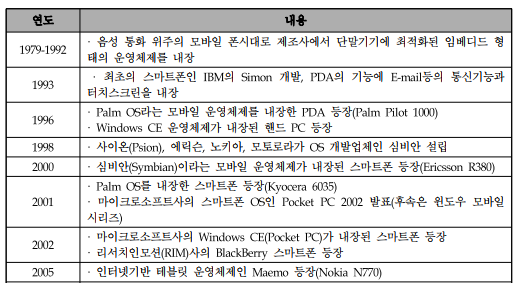 연도 내용
1979-1992 · 음성 통화 위주의 모바일 폰시대로 제조사에서 단말기기에 최적화된 임베디드 형
태의 운영체제를 내장
1993 · 최초의 스마트폰인 IBM의 Simon 개발, PDA의 기능에 E-mail등의 통신기능과
터치스크린을 내장
1996 · Palm OS라는 모바일 운영체제를 내장한 PDA 등장(Palm Pilot 1000)
· Windows CE 운영체제가 내장된 핸드 PC 등장
1998 · 사이온(Psion), 에릭슨, 노키아, 모토로라가 OS 개발업체인 심비안 설립
2000 · 심비안(Symbian)이라는 모바일 운영체제가 내장된 스마트폰 등장(Ericsson R380)
2001 · Palm OS를 내장한 스마트폰 등장(Kyocera 6035)
· 마이크로소프트사의 스마트폰 OS인 Pocket PC 2002 발표(후속은 윈도우 모바일
시리즈)
2002 · 마이크로소프트사의 Windows CE(Pocket PC)가 내장된 스마트폰 등장
· 리서치인모션(RIM)사의 BlackBerry 스마트폰 등장
2005 · 인터넷기반 테블릿 운영체제인 Maemo 등장(Nokia N770)